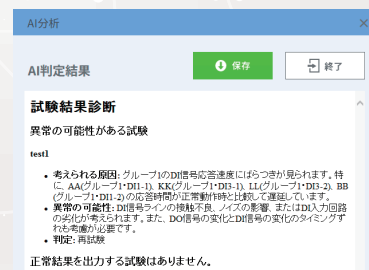 AI分析
×
AI判定結果
保存
終了
試験結果診断
異常の可能性がある試験
test1
• 考えられる原因: グループ1のDI信号応答速度にばらつきが見られます。特
に、AA(グループ1・DI1-1), KK(グループ1・DI3-1), LL(グループ1・DI3-2), BB
(グループ1・DI1-2) の応答時間が正常動作時と比較して遅延しています。
• 異常の可能性: DI信号ラインの接触不良、ノイズの影響、またはDI入力回路
の劣化が考えられます。また、DO信号の変化とDI信号の変化のタイミングず
れも考慮が必要です。
• 判定: 再試験
正常結果を出力する試験はありません。